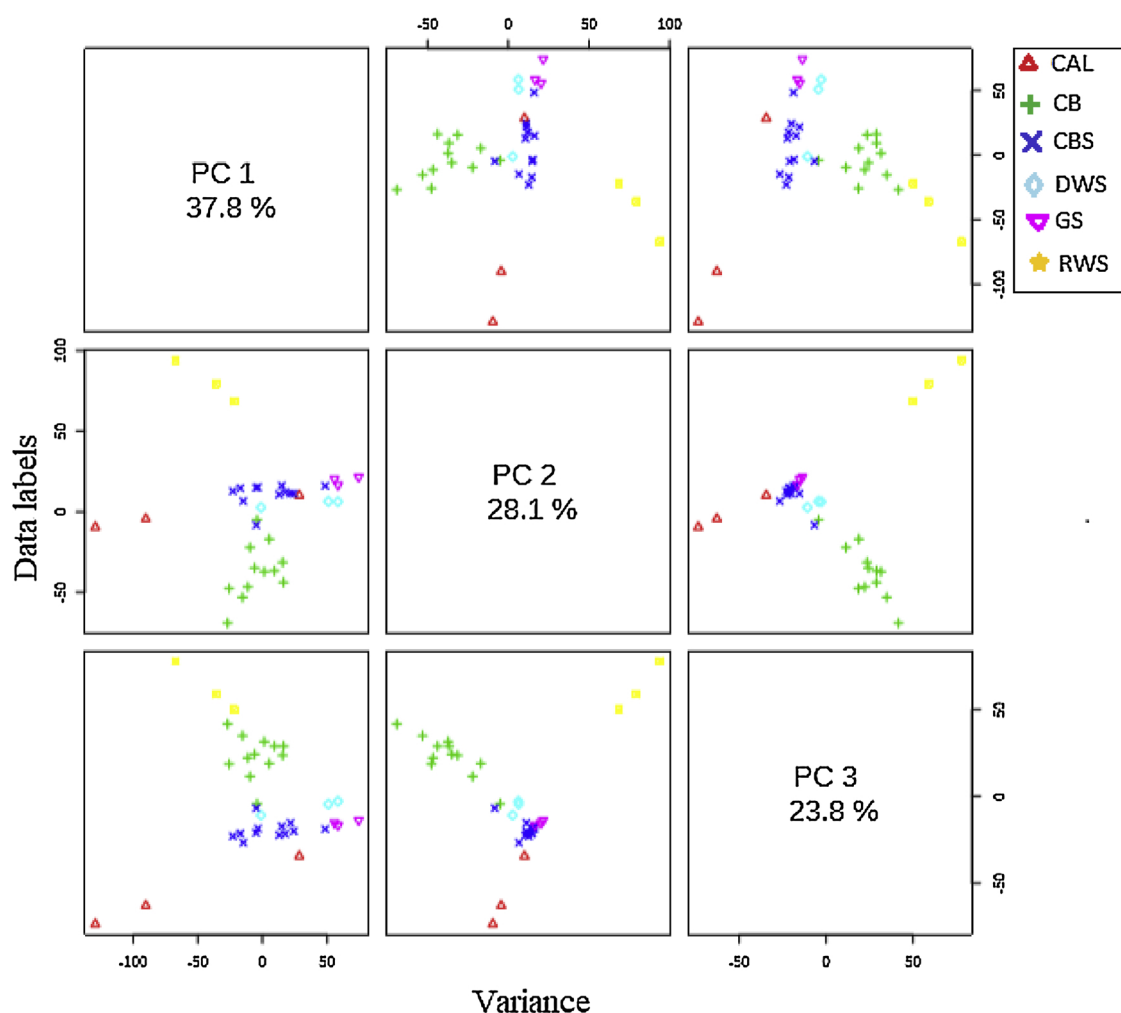 -50 0 50 100
CAL
CB
CBS
DWS
GS
RWS
PC 1
37.8 %
50
0
-50
-100
100
50
0
-50
Data labels
PC 2
28.1 %
PC 3
23.8 %
50
0
-50
-100 -50 0 50
-50 0 50
Variance